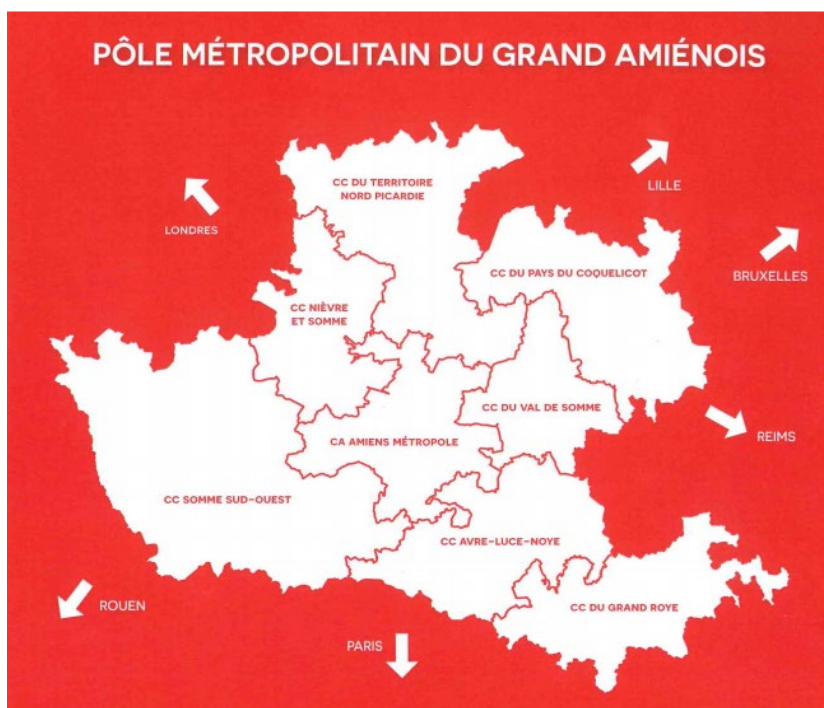 PÔLE MÉTROPOLITAIN DU GRAND AMIÉNOIS
CC DU TERRITOIRE
NORD PICARDIE
LILLE
LONDRES
CC DU PAYS DU COQUELICOT
BRUXELLES
CC NIÈVRE
ET SOMME
CC DU VAL DE SOMME
REIMS
CA AMIENS MÉTROPOLE
CC SOMME SUD-OUEST
CC AVRE-LUCE-NOYE
ROUEN
CC DU GRAND ROYE
PARIS